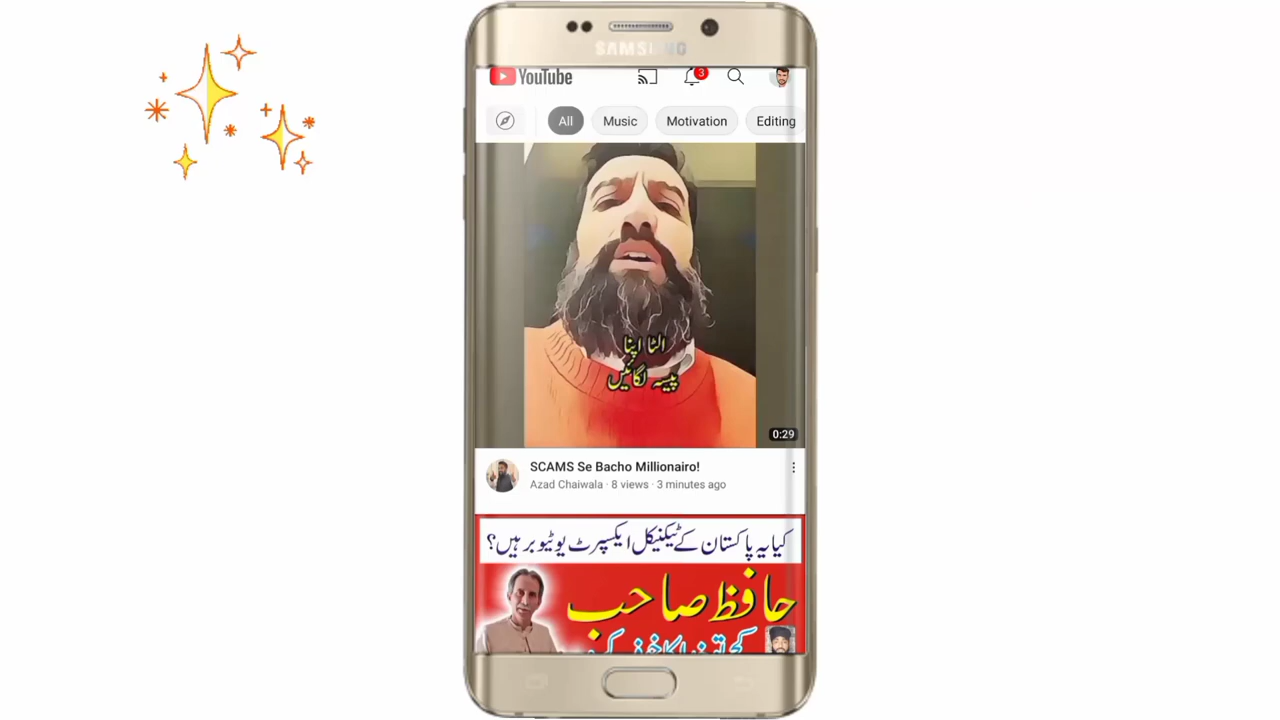 SAMSUNG
YouTube
3
All Music Motivation Editing
الٹا اپنا
پیسہ لگائیں
0:29
SCAMS Se Bacho Millionairo!
Azad Chaiwala · 8 views · 3 minutes ago
کیا یہ پاکستان کے ٹیکنیکل ایکسپرٹ یوٹیوبر ہیں؟
حافظ صاحب